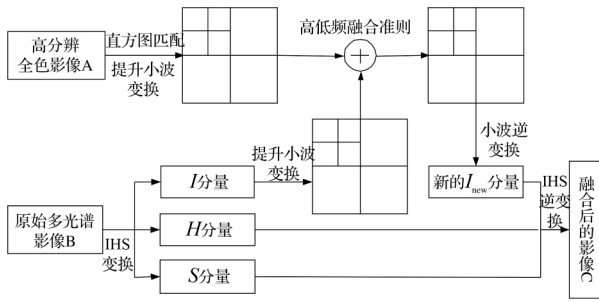 高分辨
全色影像A
直方图匹配
提升小波
变换
高低频融合准则
小波逆
变换
提升小波
变换
I分量
新的Inew分量
IHS
逆变
换
融合后的影像C
原始多光谱
影像B
IHS
变换
H分量
S分量